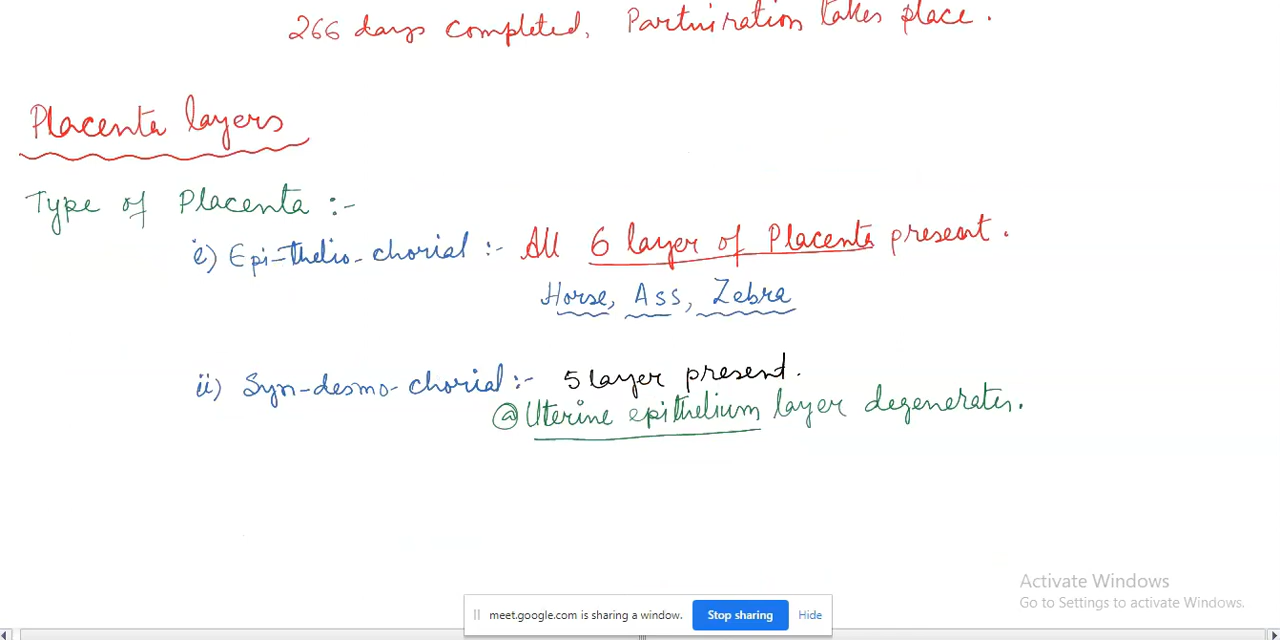 266 days completed, Parturiration takes place.
Placenta layers
Type of Placenta :-
i) Epi-thelio-chorial :- All 6 layer of Placenta present.
Horse, Ass, Zebra
ii) Syn-desmo-chorial :- 5 layer present.
@ Uterine epithelium layer degenerates.
Activate Windows
Go to Settings to activate Windows.
meet.google.com is sharing a window. Stop sharing Hide